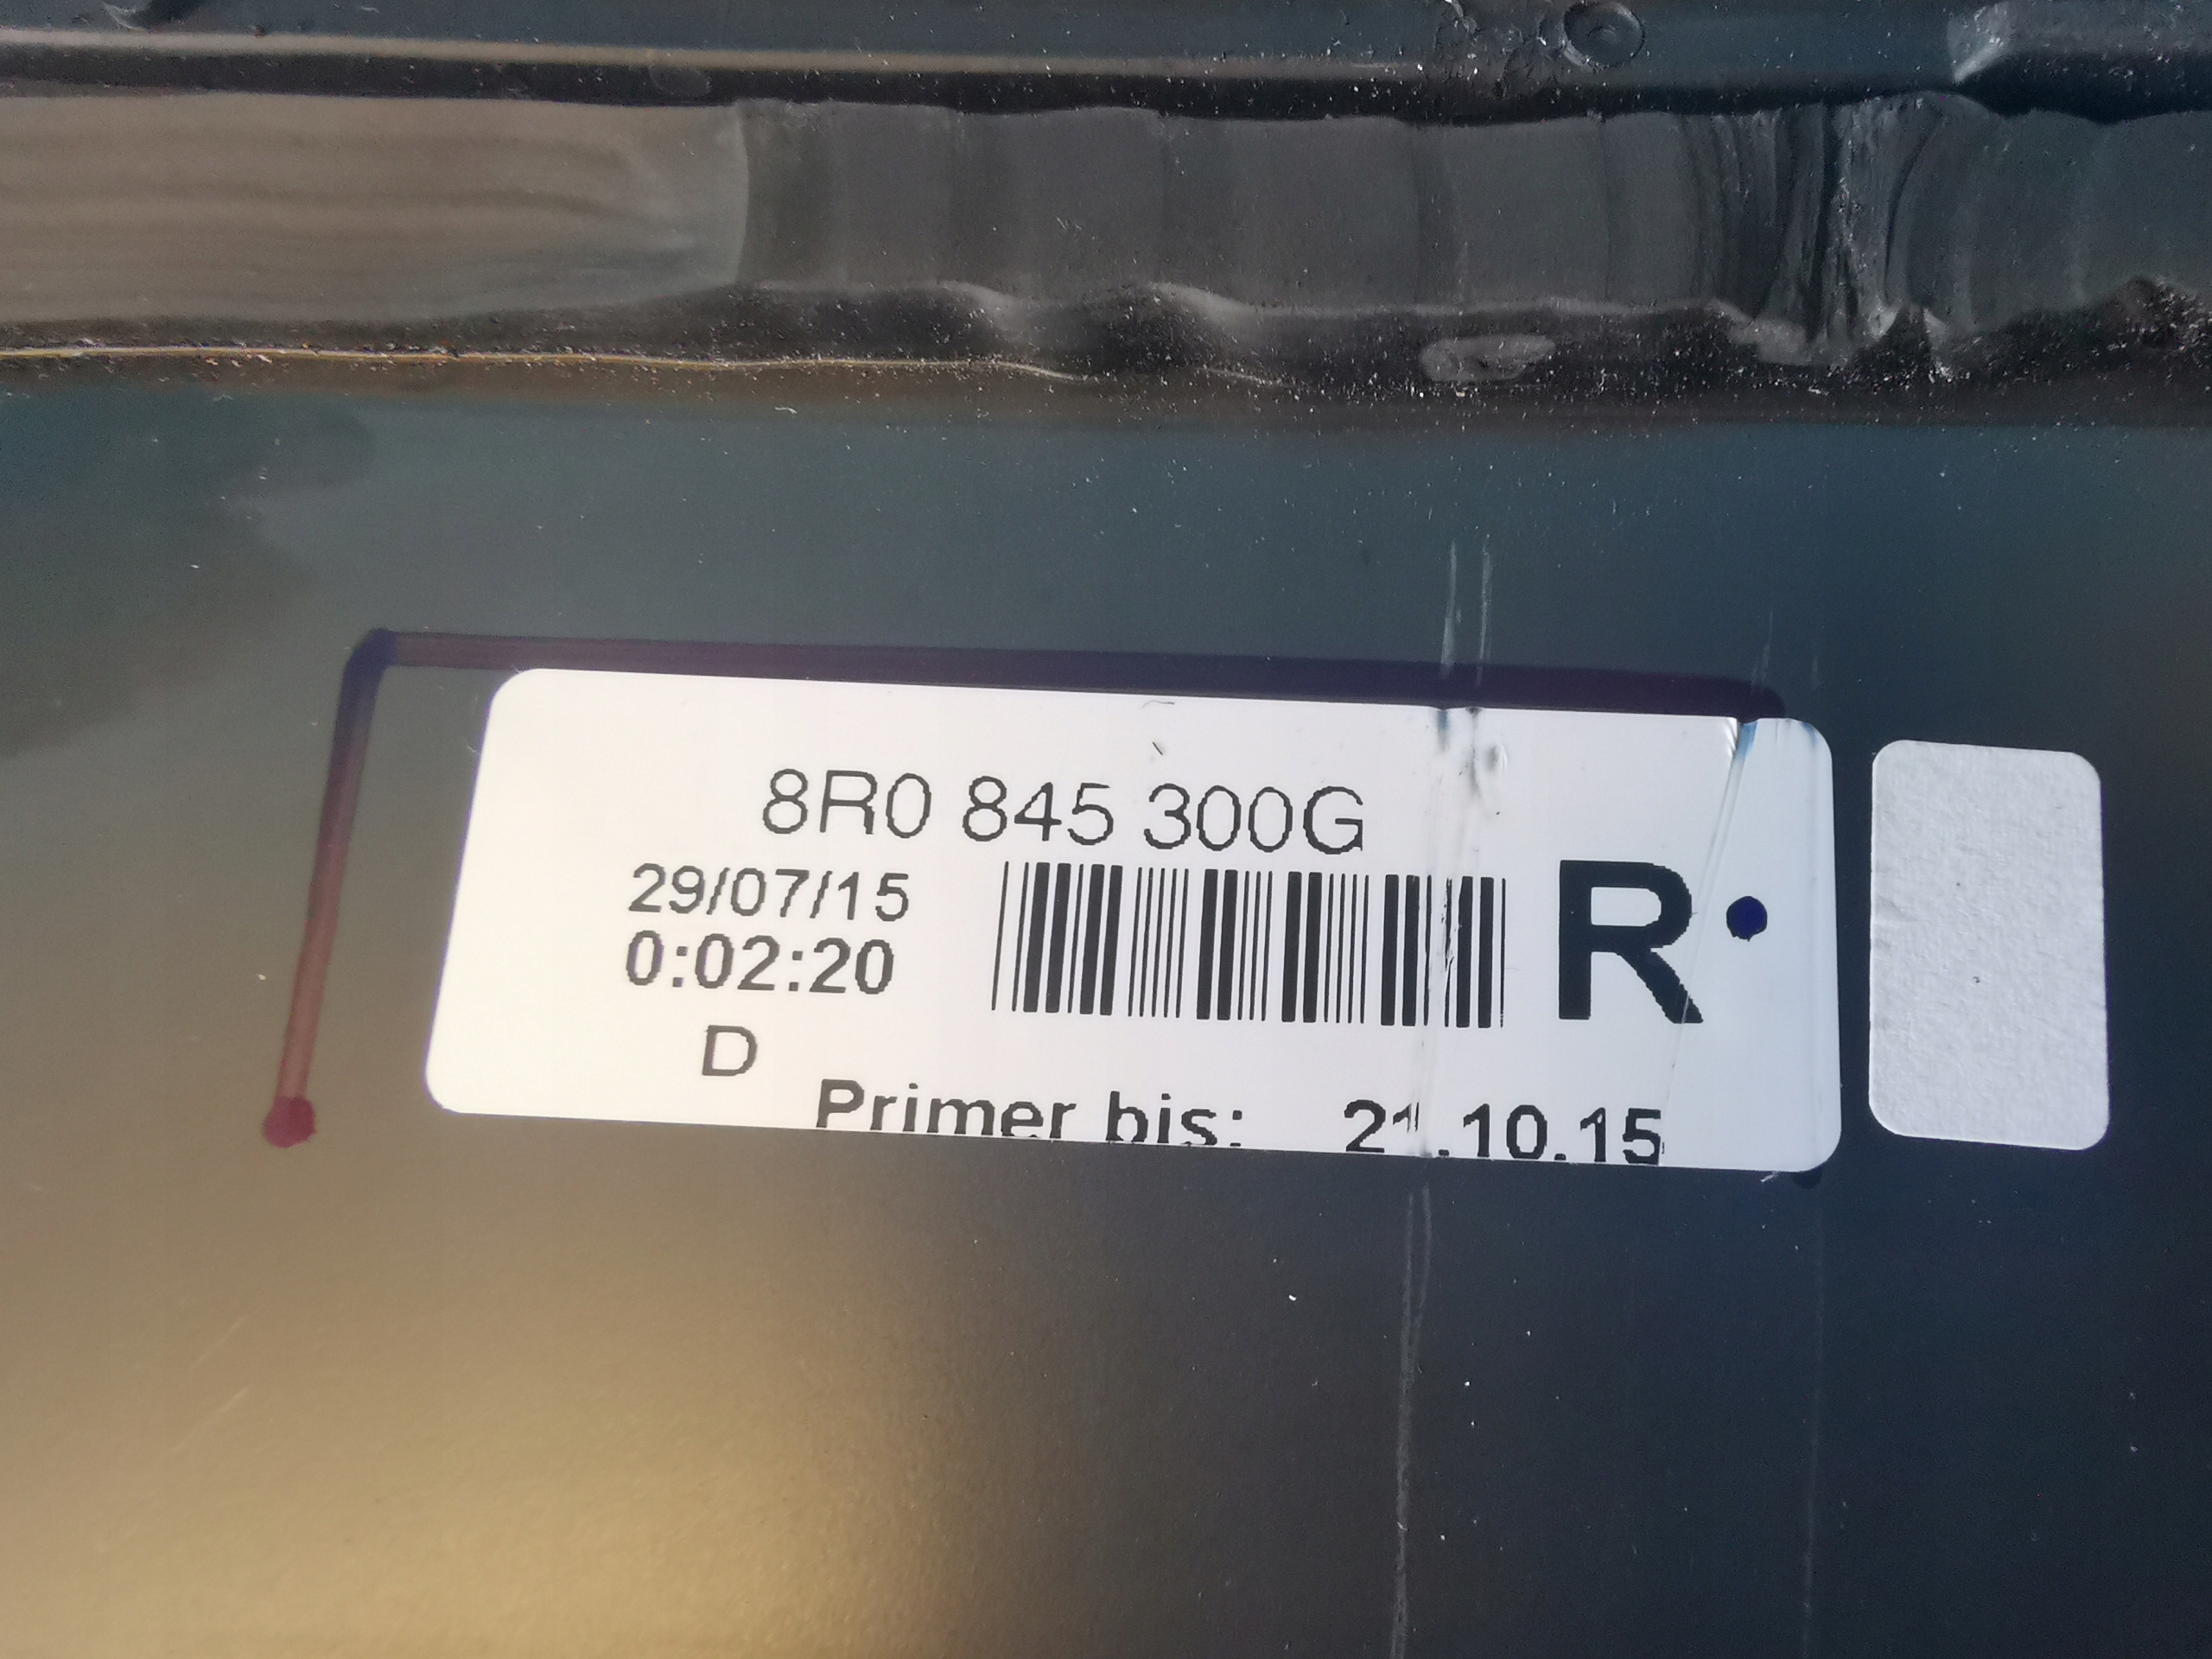 8R0 845 300G
29/07/15
0:02:20
R
D
Primer bis: 21.10.15